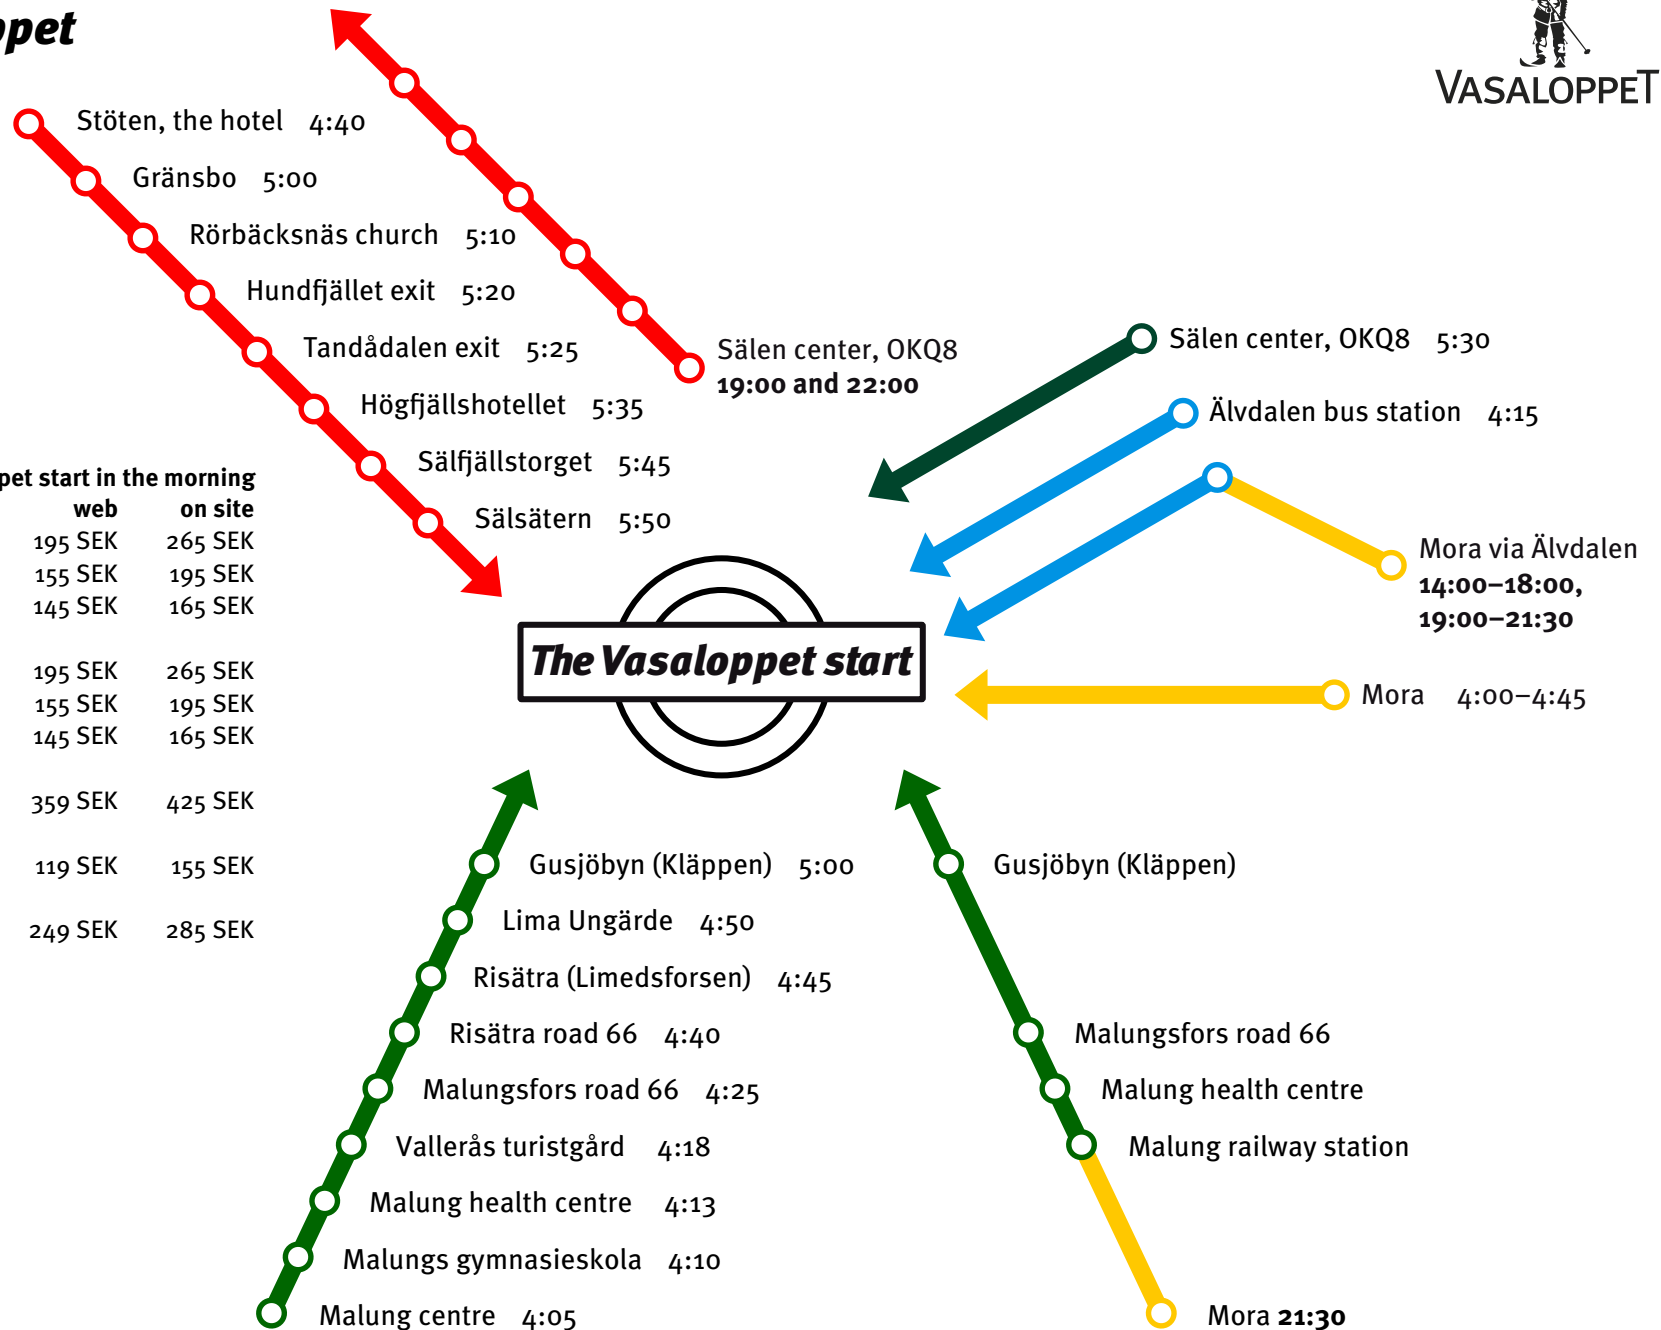 VASALOPPET
Stöten, the hotel 4:40
Gränsbo 5:00
Rörbäcksnäs church 5:10
Hundfjället exit 5:20
Tandådalen exit 5:25
Högfjällshotellet 5:35
Sälfjällstorget 5:45
Sälsätern 5:50
Sälen center, OKQ8
19:00 and 22:00
Sälen center, OKQ8 5:30
Älvdalen bus station 4:15
Mora via Älvdalen
14:00–18:00,
19:00–21:30
Mora 4:00–4:45
start in the morning
web on site
195 SEK 265 SEK
155 SEK 195 SEK
145 SEK 165 SEK
195 SEK 265 SEK
155 SEK 195 SEK
145 SEK 165 SEK
359 SEK 425 SEK
119 SEK 155 SEK
249 SEK 285 SEK
The Vasaloppet start
Gusjöbyn (Kläppen) 5:00
Lima Ungärde 4:50
Risätra (Limedsforsen) 4:45
Risätra road 66 4:40
Malungsfors road 66 4:25
Vallerås turistgård 4:18
Malung health centre 4:13
Malungs gymnasieskola 4:10
Malung centre 4:05
Gusjöbyn (Kläppen)
Malungsfors road 66
Malung health centre
Malung railway station
Mora 21:30